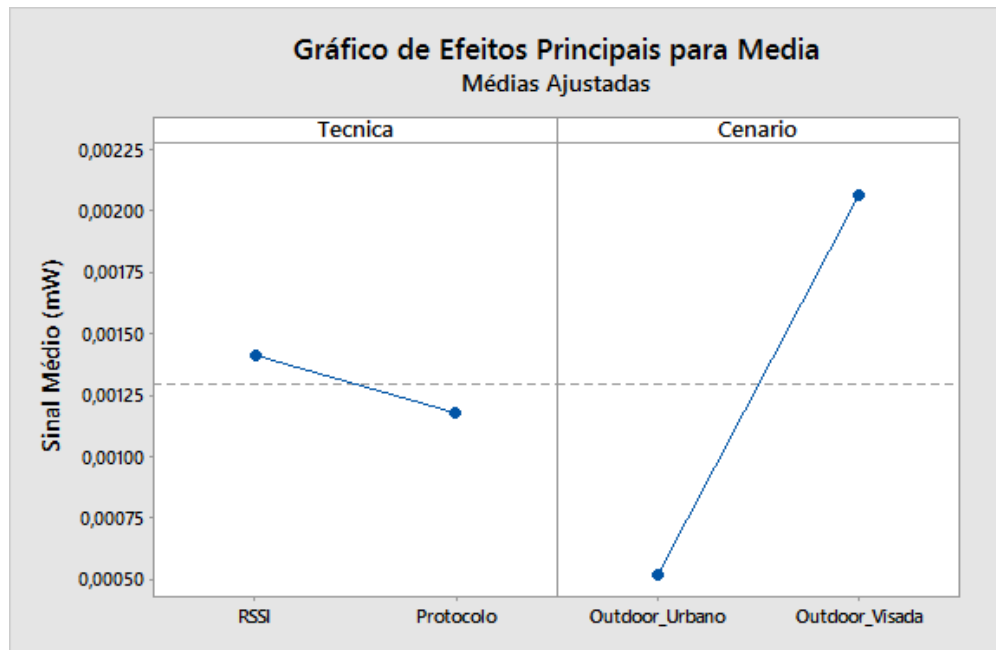 Gráfico de Efeitos Principais para Media
Médias Ajustadas
Tecnica
Cenario
Sinal Médio (mW)
0,00225
0,00200
0,00175
0,00150
0,00125
0,00100
0,00075
0,00050
RSSI
Protocolo
Outdoor_Urbano
Outdoor_Visada